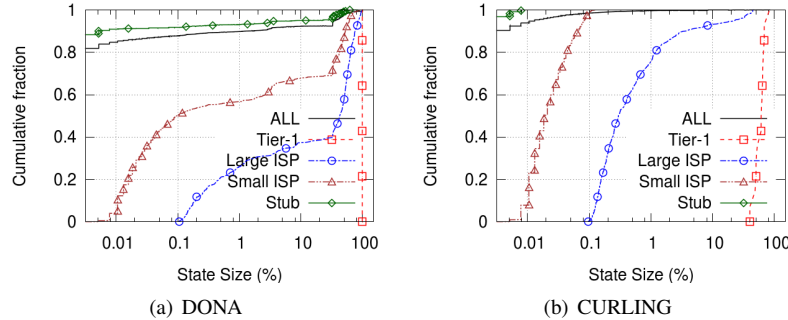 1
0.8
0.6
0.4
0.2
0
Cumulative fraction
ALL
Tier-1
Large ISP
Small ISP
Stub
0.01
0.1
1
10
100
State Size (%)
(a) DONA
1
0.8
0.6
0.4
0.2
0
Cumulative fraction
ALL
Tier-1
Large ISP
Small ISP
Stub
0.01
0.1
1
10
100
State Size (%)
(b) CURLING